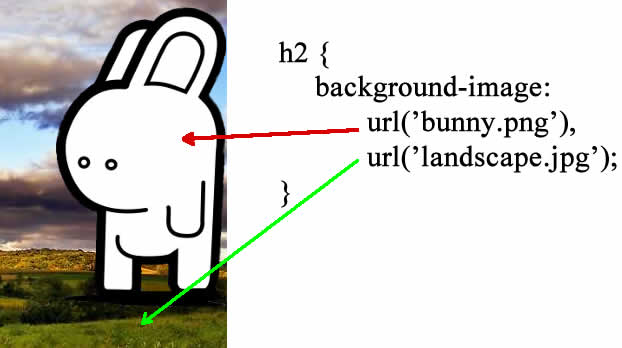 h2 {
background-image:
url(’bunny.png’),
url(’landscape.jpg’);
}